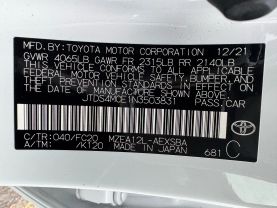 MFD. BY: TOYOTA MOTOR CORPORATION 12/21
GVWR 4065LB GAWR FR 2315LB RR 2140LB
THIS VEHICLE CONFORMS TO ALL APPLICABLE
FEDERAL MOTOR VEHICLE SAFETY, BUMPER, AND
THEFT PREVENTION STANDARDS IN EFFECT ON
THE DATE OF MANUFACTURE SHOWN ABOVE.
JTDS4MCE1N3503831 PASS.CAR
C/TR: 040/FC20 MZEA12L-AEXSBA
A/TM: /K120 MADE IN JAPAN 681 C